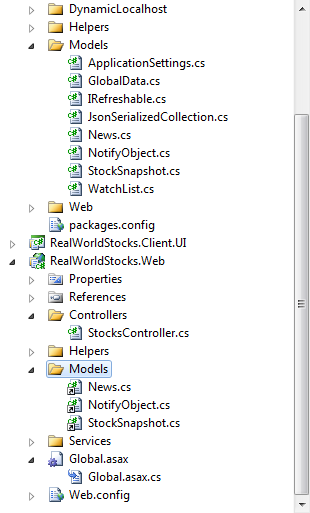 DynamicLocalhost
Helpers
Models
ApplicationSettings.cs
GlobalData.cs
IRefreshable.cs
JsonSerializedCollection.cs
News.cs
NotifyObject.cs
StockSnapshot.cs
WatchList.cs
Web
packages.config
RealWorldStocks.Client.UI
RealWorldStocks.Web
Properties
References
Controllers
StocksController.cs
Helpers
Models
News.cs
NotifyObject.cs
StockSnapshot.cs
Services
Global.asax
Global.asax.cs
Web.config